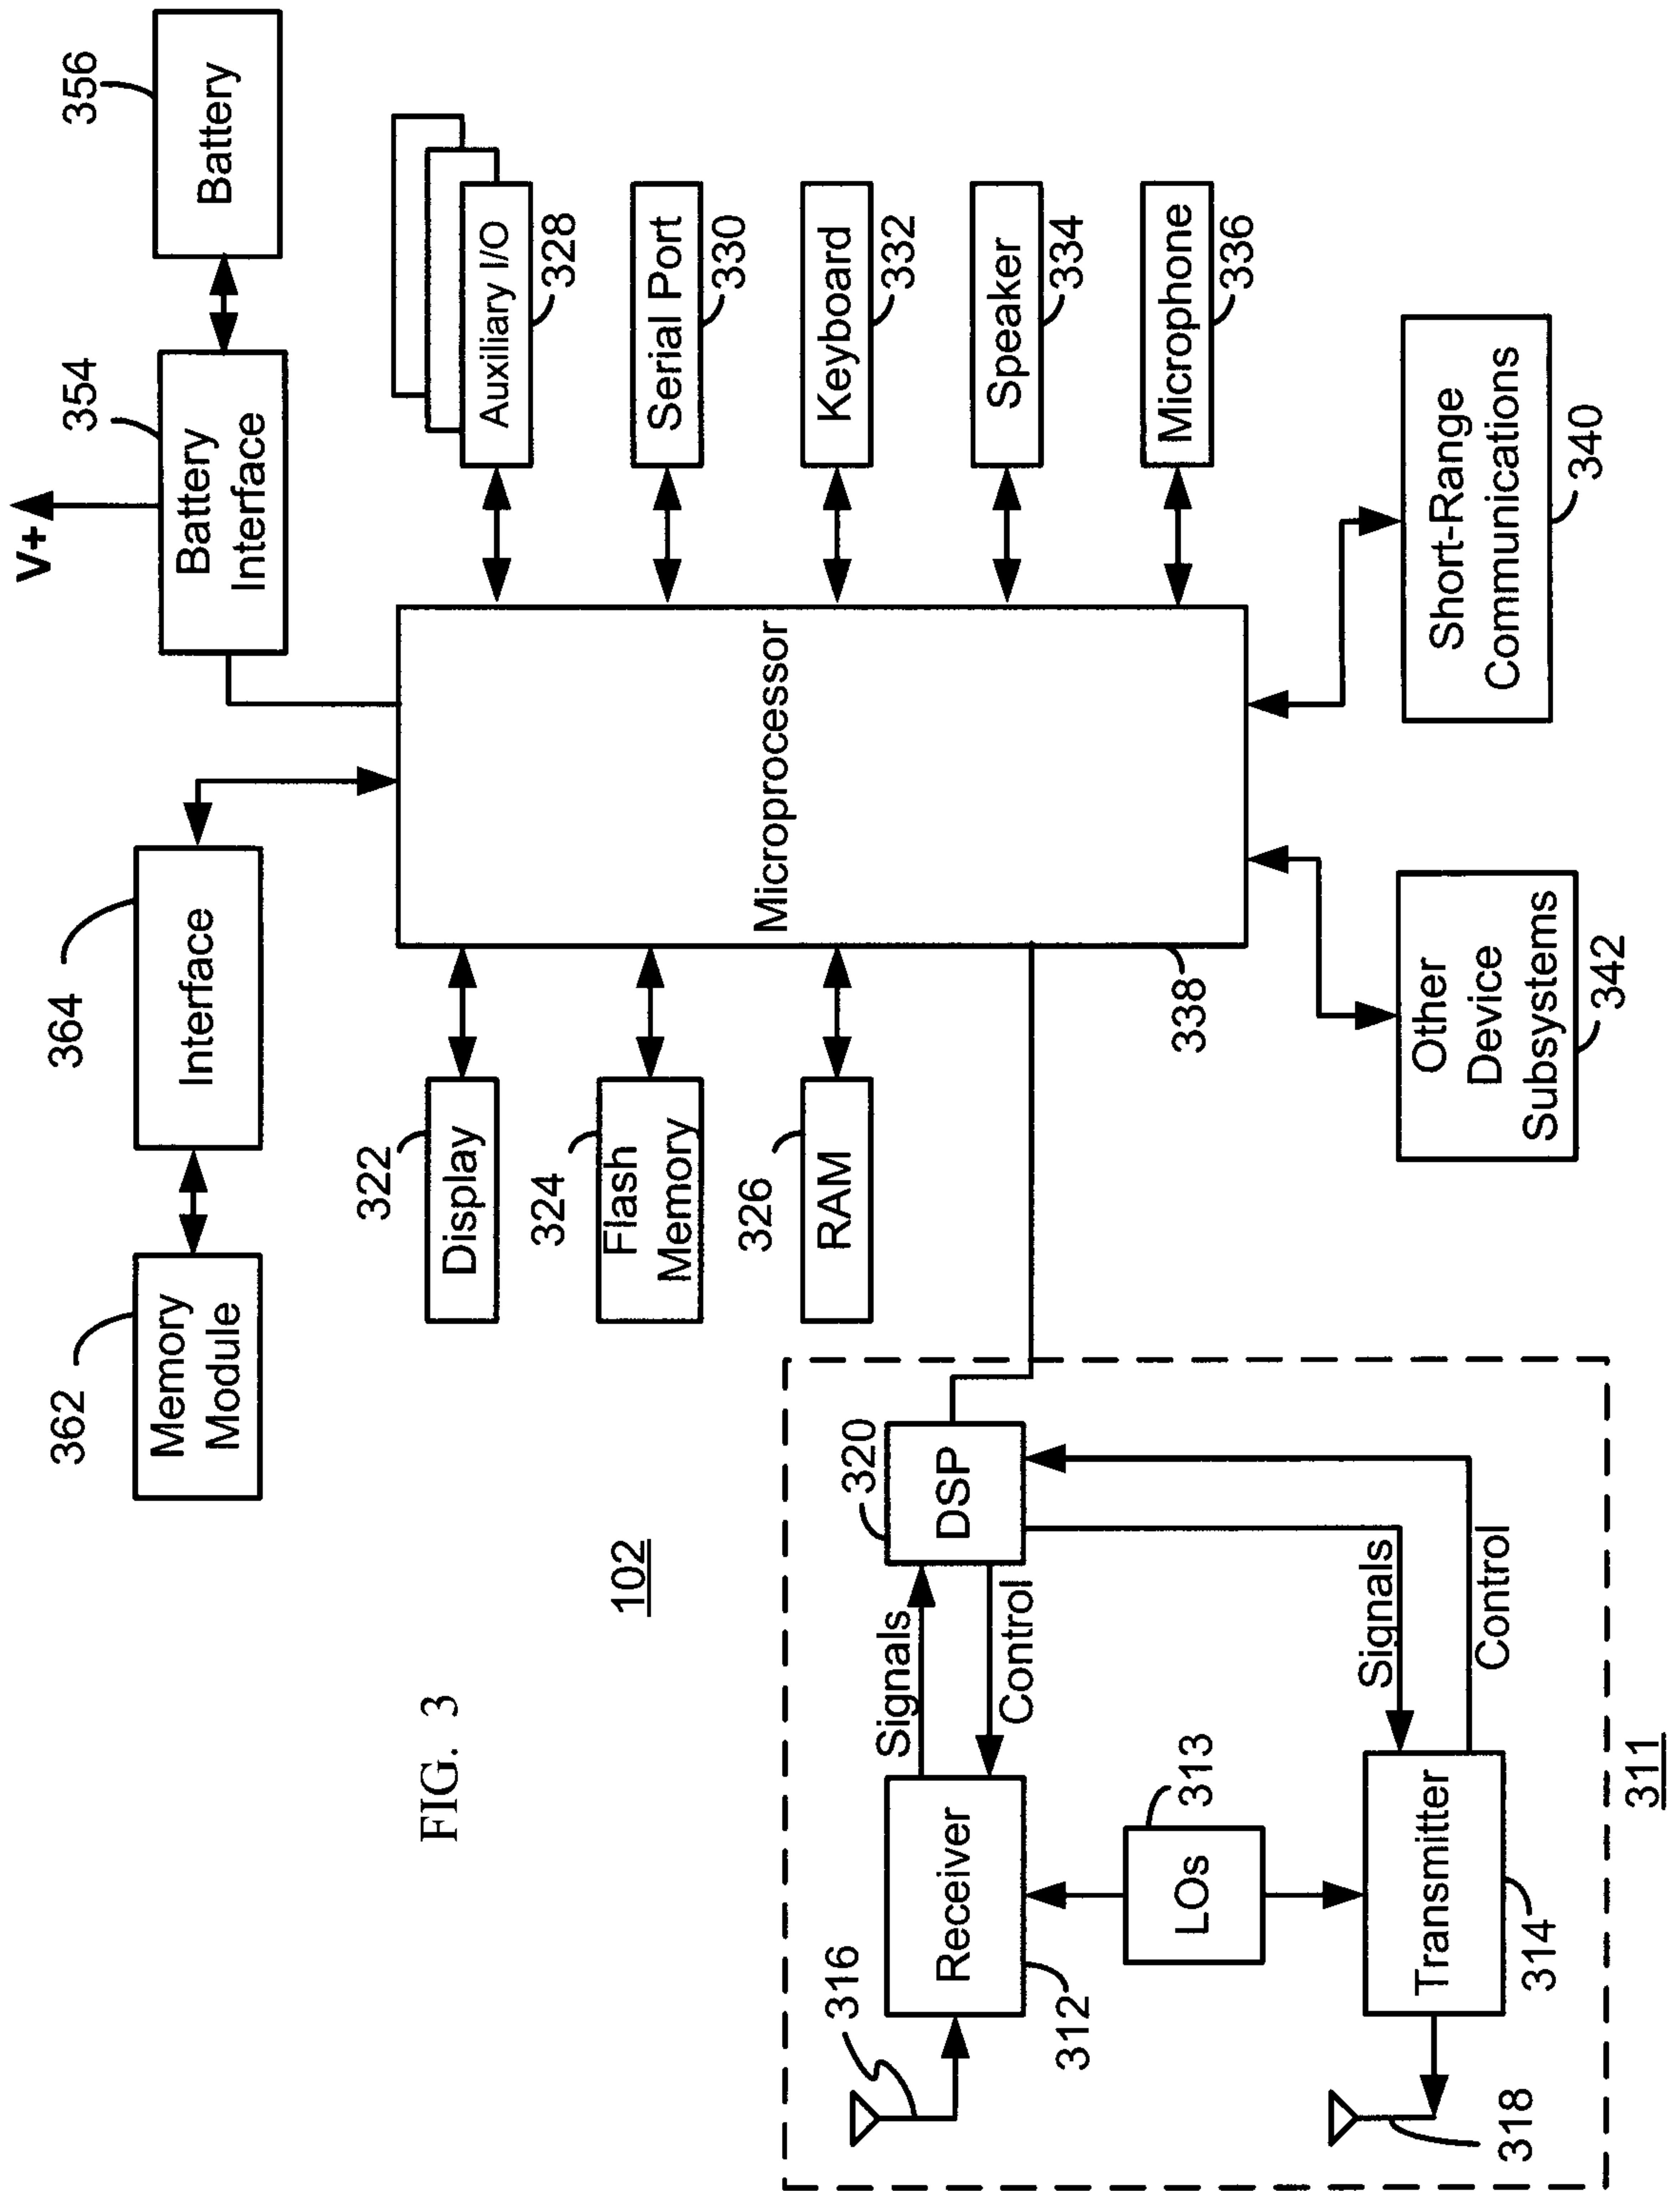 FIG. 3
102
362
Memory
Module
364
Interface
V+
354
Battery
Interface
356
Battery
322
Display
324
Flash
Memory
326
RAM
Microprocessor
338
Auxiliary I/O
328
Serial Port
330
Keyboard
332
Speaker
334
Microphone
336
Short-Range
Communications
340
Other
Device
Subsystems
342
316
Receiver
312
Signals
Control
320
DSP
LOs
313
Signals
Control
Transmitter
314
318
311